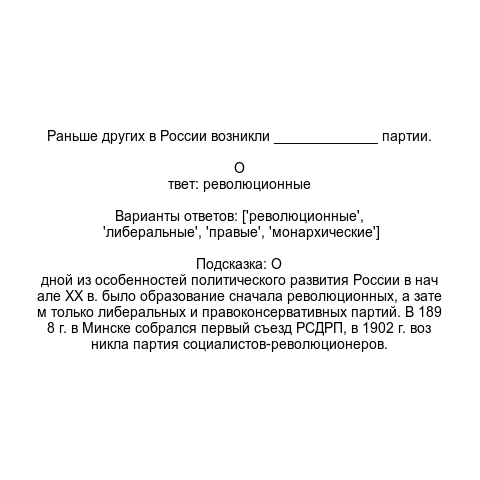 Раньше других в России возникли _____________ партии.
О
твет: революционные
Варианты ответов: ['революционные',
'либеральные', 'правые', 'монархические']
Подсказка: О
дной из особенностей политического развития России в нач
але XX в. было образование сначала революционных, а зате
м только либеральных и правоконсервативных партий. В 189
8 г. в Минске собрался первый съезд РСДРП, в 1902 г. воз
никла партия социалистов-революционеров.